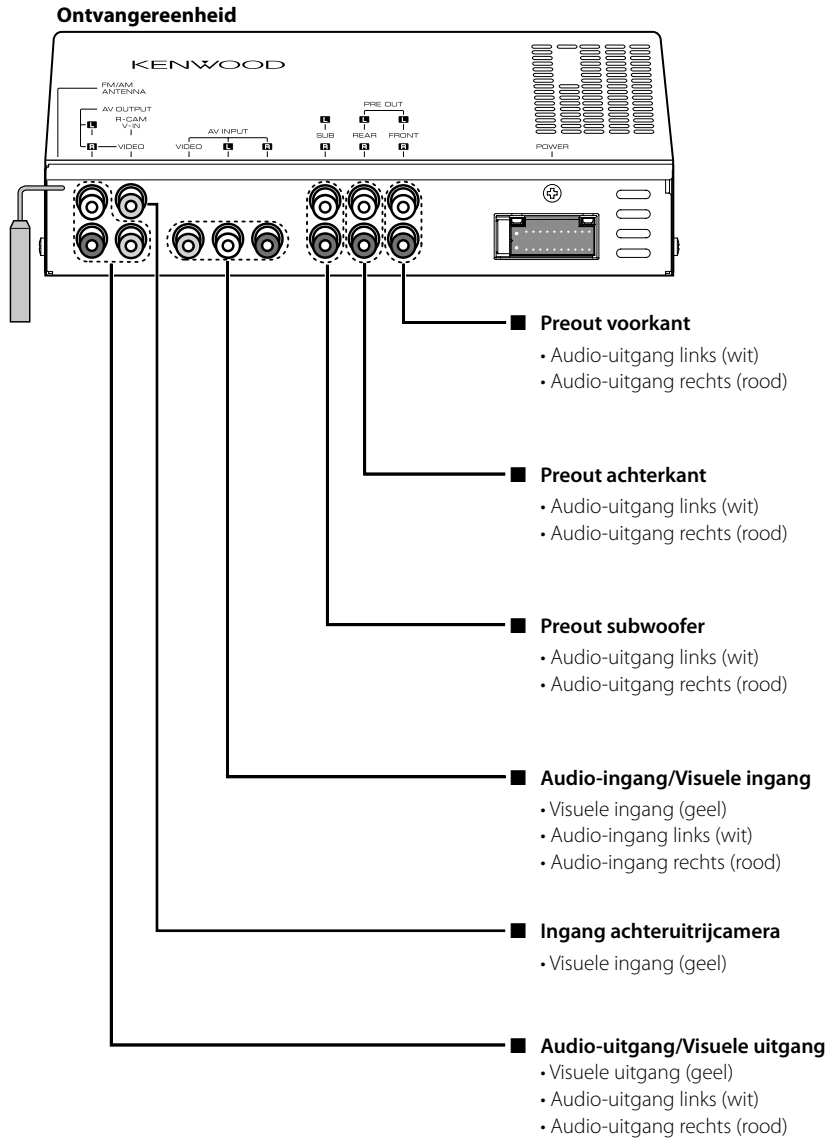 Ontvangereenheid
KENWOOD
FM/AM
ANTENNA
AV OUTPUT
L
R-CAM
V-IN
R
VIDEO
AV INPUT
VIDEO
L
R
PRE OUT
L
L
L
SUB
REAR
FRONT
R
R
R
POWER
■ Preout voorkant
• Audio-uitgang links (wit)
• Audio-uitgang rechts (rood)
■ Preout achterkant
• Audio-uitgang links (wit)
• Audio-uitgang rechts (rood)
■ Preout subwoofer
• Audio-uitgang links (wit)
• Audio-uitgang rechts (rood)
■ Audio-ingang/Visuele ingang
• Visuele ingang (geel)
• Audio-ingang links (wit)
• Audio-ingang rechts (rood)
■ Ingang achteruitrijcamera
• Visuele ingang (geel)
■ Audio-uitgang/Visuele uitgang
• Visuele uitgang (geel)
• Audio-uitgang links (wit)
• Audio-uitgang rechts (rood)